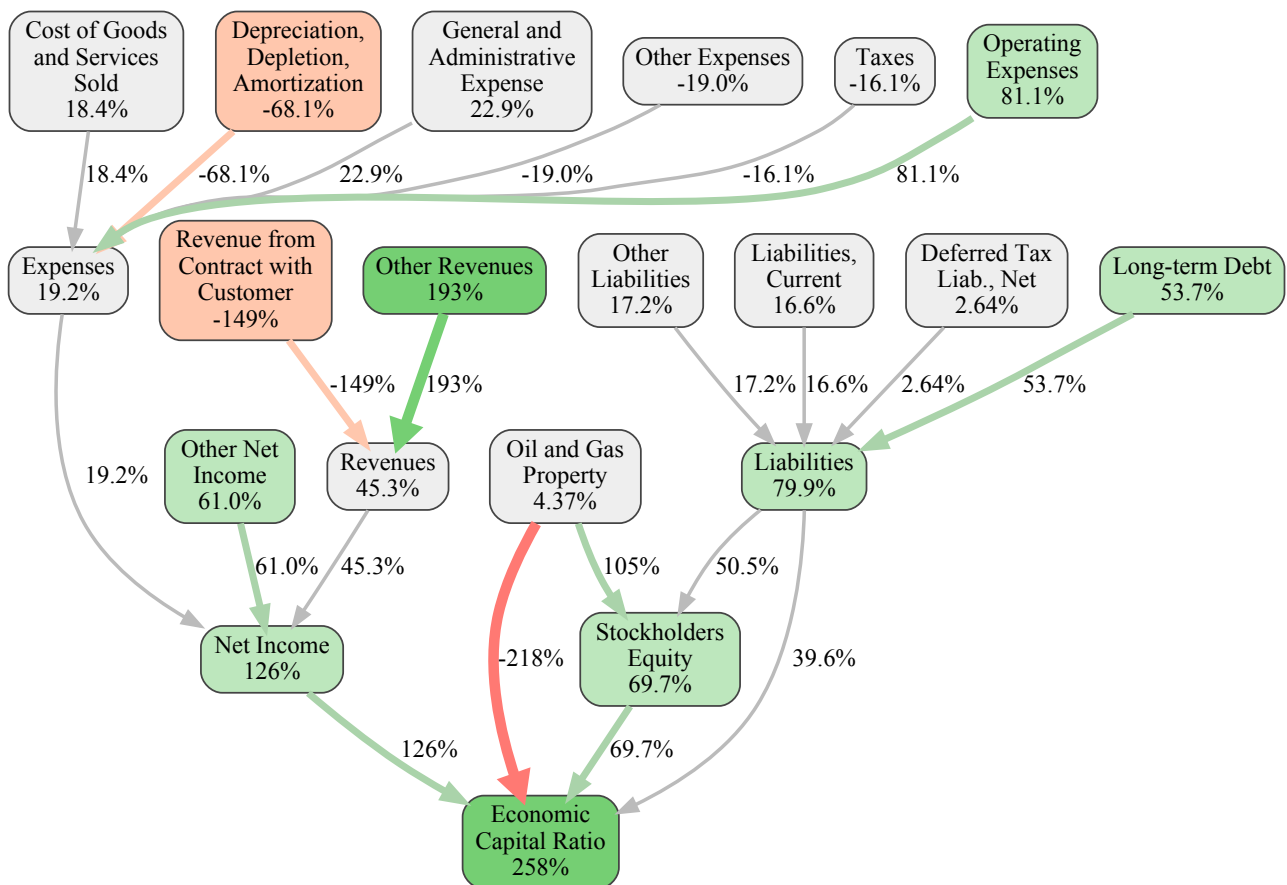 Cost of Goods
and Services
Sold
18.4%
Depreciation,
Depletion,
Amortization
-68.1%
General and
Administrative
Expense
22.9%
Other Expenses
-19.0%
Taxes
-16.1%
Operating
Expenses
81.1%
18.4%
-68.1%
22.9%
-19.0%
-16.1%
81.1%
Expenses
19.2%
Revenue from
Contract with
Customer
-149%
Other Revenues
193%
Other
Liabilities
17.2%
Liabilities,
Current
16.6%
Deferred Tax
Liab., Net
2.64%
Long-term Debt
53.7%
-149%
193%
17.2%
16.6%
2.64%
53.7%
19.2%
Other Net
Income
61.0%
Revenues
45.3%
Oil and Gas
Property
4.37%
Liabilities
79.9%
61.0%
45.3%
105%
50.5%
Net Income
126%
-218%
Stockholders
Equity
69.7%
39.6%
126%
69.7%
Economic
Capital Ratio
258%